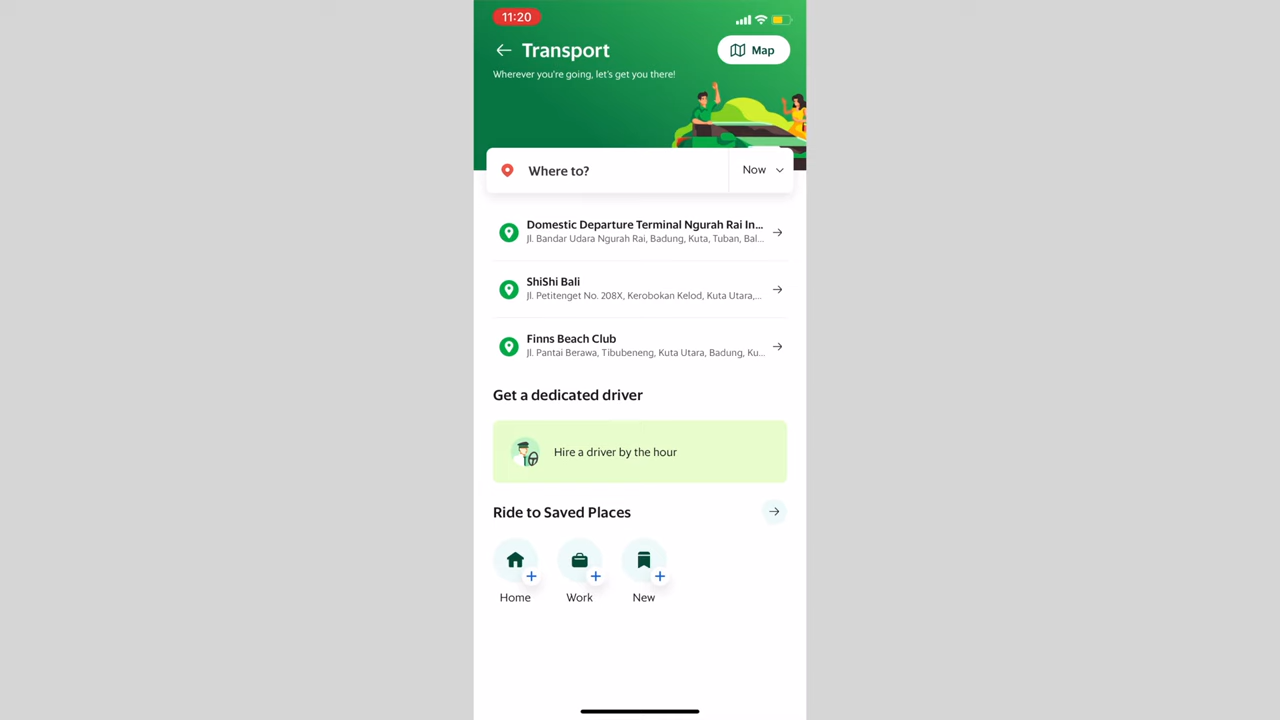 11:20
Transport
Map
Wherever you're going, let's get you there!
Where to?
Now
Domestic Departure Terminal Ngurah Rai In...
Jl. Bandar Udara Ngurah Rai, Badung, Kuta, Tuban, Bal...
ShiShi Bali
Jl. Petitenget No. 208X, Kerobokan Kelod, Kuta Utara,...
Finns Beach Club
Jl. Pantai Berawa, Tibubeneng, Kuta Utara, Badung, Ku...
Get a dedicated driver
Hire a driver by the hour
Ride to Saved Places
Home
Work
New